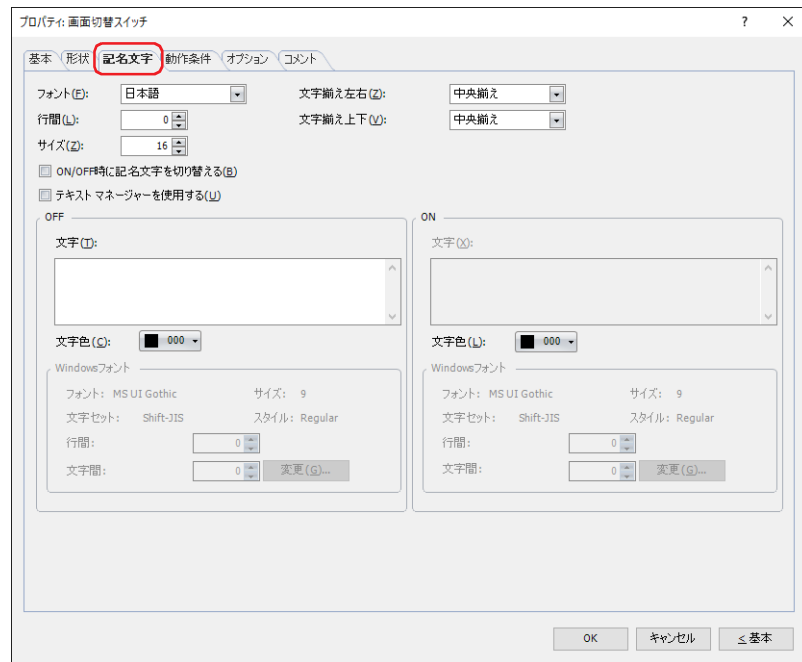 プロパティ: 画面切替スイッチ ? ×
基本 形状 記名文字 動作条件 オプション コメント
フォント(F): 日本語 文字揃え左右(Z): 中央揃え
行間(L): 0 文字揃え上下(V): 中央揃え
サイズ(Z): 16
ON/OFF時に記名文字を切り替える(B)
テキスト マネージャーを使用する(U)
OFF ON
文字(T): 文字(X):
文字色(C): 000 文字色(L): 000
Windowsフォント Windowsフォント
フォント: MS UI Gothic サイズ: 9 フォント: MS UI Gothic サイズ: 9
文字セット: Shift-JIS スタイル: Regular 文字セット: Shift-JIS スタイル: Regular
行間: 0 行間: 0
文字間: 0 変更(G)... 文字間: 0 変更(G)...
OK キャンセル ≤ 基本